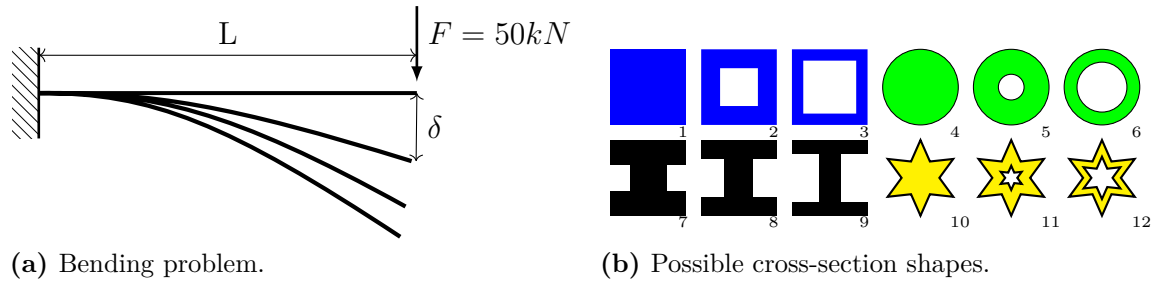 L
F = 50kN
δ
1 2 3 4 5 6
7 8 9 10 11 12
(a) Bending problem.
(b) Possible cross-section shapes.